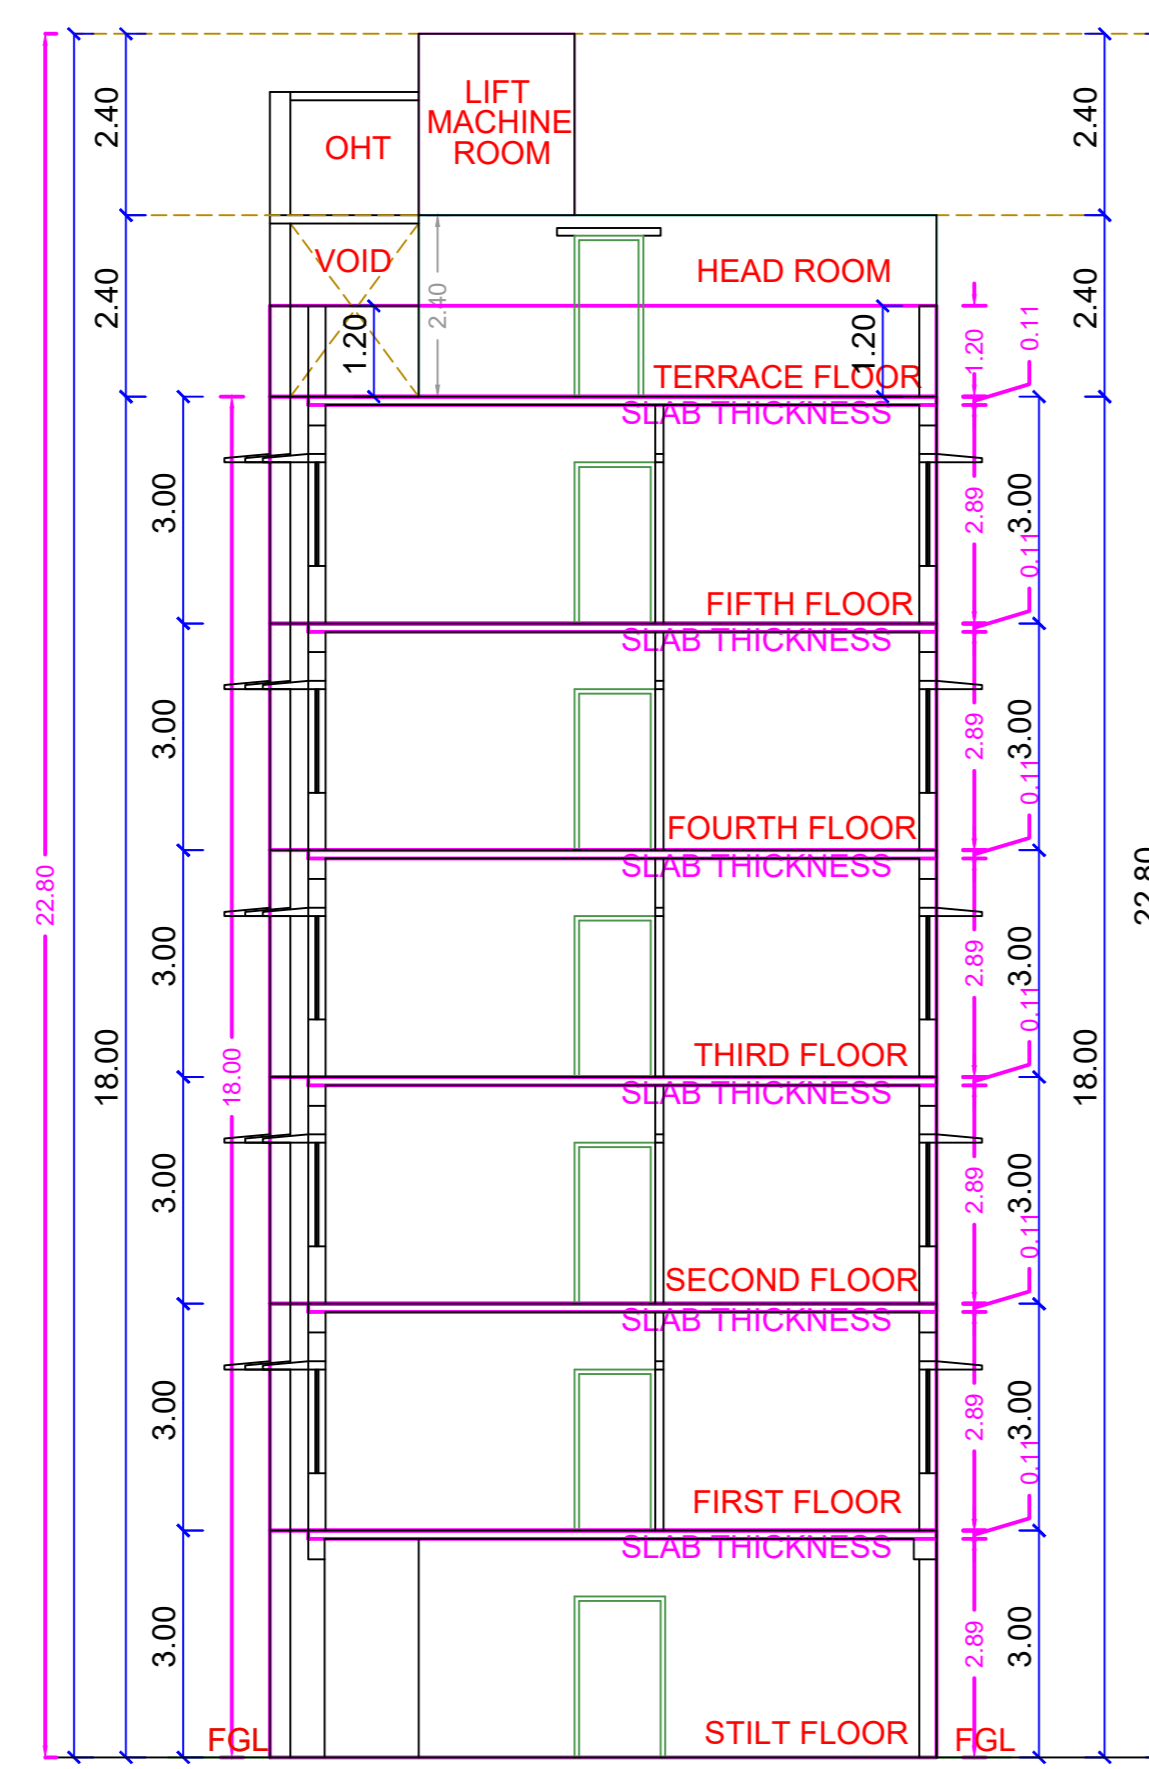 LIFT
MACHINE
ROOM
2.40
2.40
OHT
VOID
HEAD ROOM
2.40
2.40
2.40
1.20
1.20
1.20
0.11
TERRACE FLOOR
SLAB THICKNESS
3.00
2.89
3.00
0.11
FIFTH FLOOR
SLAB THICKNESS
3.00
2.89
3.00
0.11
FOURTH FLOOR
SLAB THICKNESS
22.80
22.80
3.00
2.89
3.00
0.11
THIRD FLOOR
18.00
18.00
18.00
SLAB THICKNESS
3.00
2.89
3.00
0.11
SECOND FLOOR
SLAB THICKNESS
3.00
2.89
3.00
0.11
FIRST FLOOR
SLAB THICKNESS
3.00
2.89
3.00
STILT FLOOR
FGL
FGL